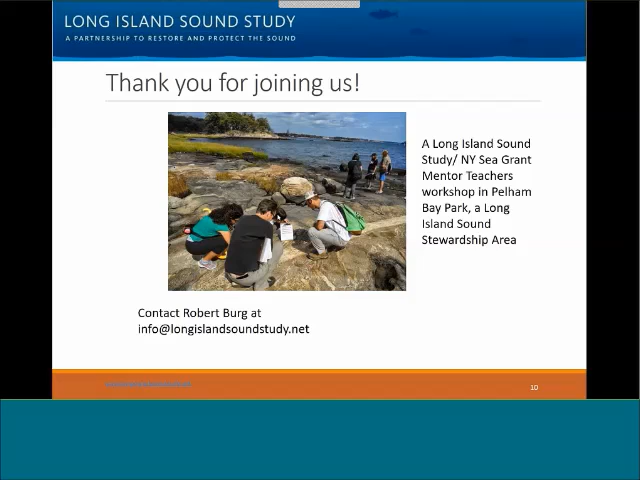 LONG ISLAND SOUND STUDY
A PARTNERSHIP TO RESTORE AND PROTECT THE SOUND
Thank you for joining us!
A Long Island Sound
Study/ NY Sea Grant
Mentor Teachers
workshop in Pelham
Bay Park, a Long
Island Sound
Stewardship Area
Contact Robert Burg at
info@longislandsoundstudy.net
10